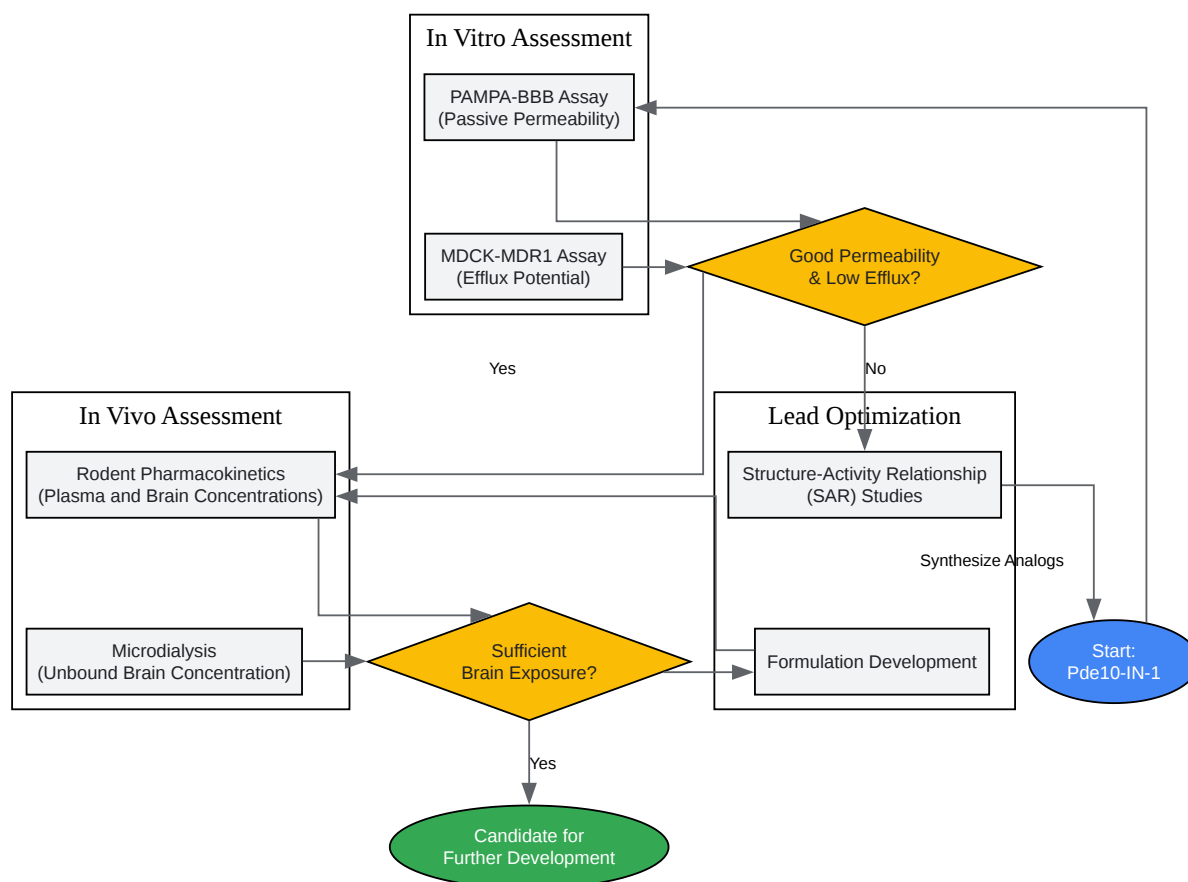 In Vitro Assessment
PAMPA-BBB Assay
(Passive Permeability)
MDCK-MDR1 Assay
(Efflux Potential)
Good Permeability
& Low Efflux?
Yes
No
In Vivo Assessment
Rodent Pharmacokinetics
(Plasma and Brain Concentrations)
Microdialysis
(Unbound Brain Concentration)
Lead Optimization
Structure-Activity Relationship
(SAR) Studies
Synthesize Analogs
Formulation Development
Start:
Pde10-IN-1
Sufficient
Brain Exposure?
Yes
Candidate for
Further Development